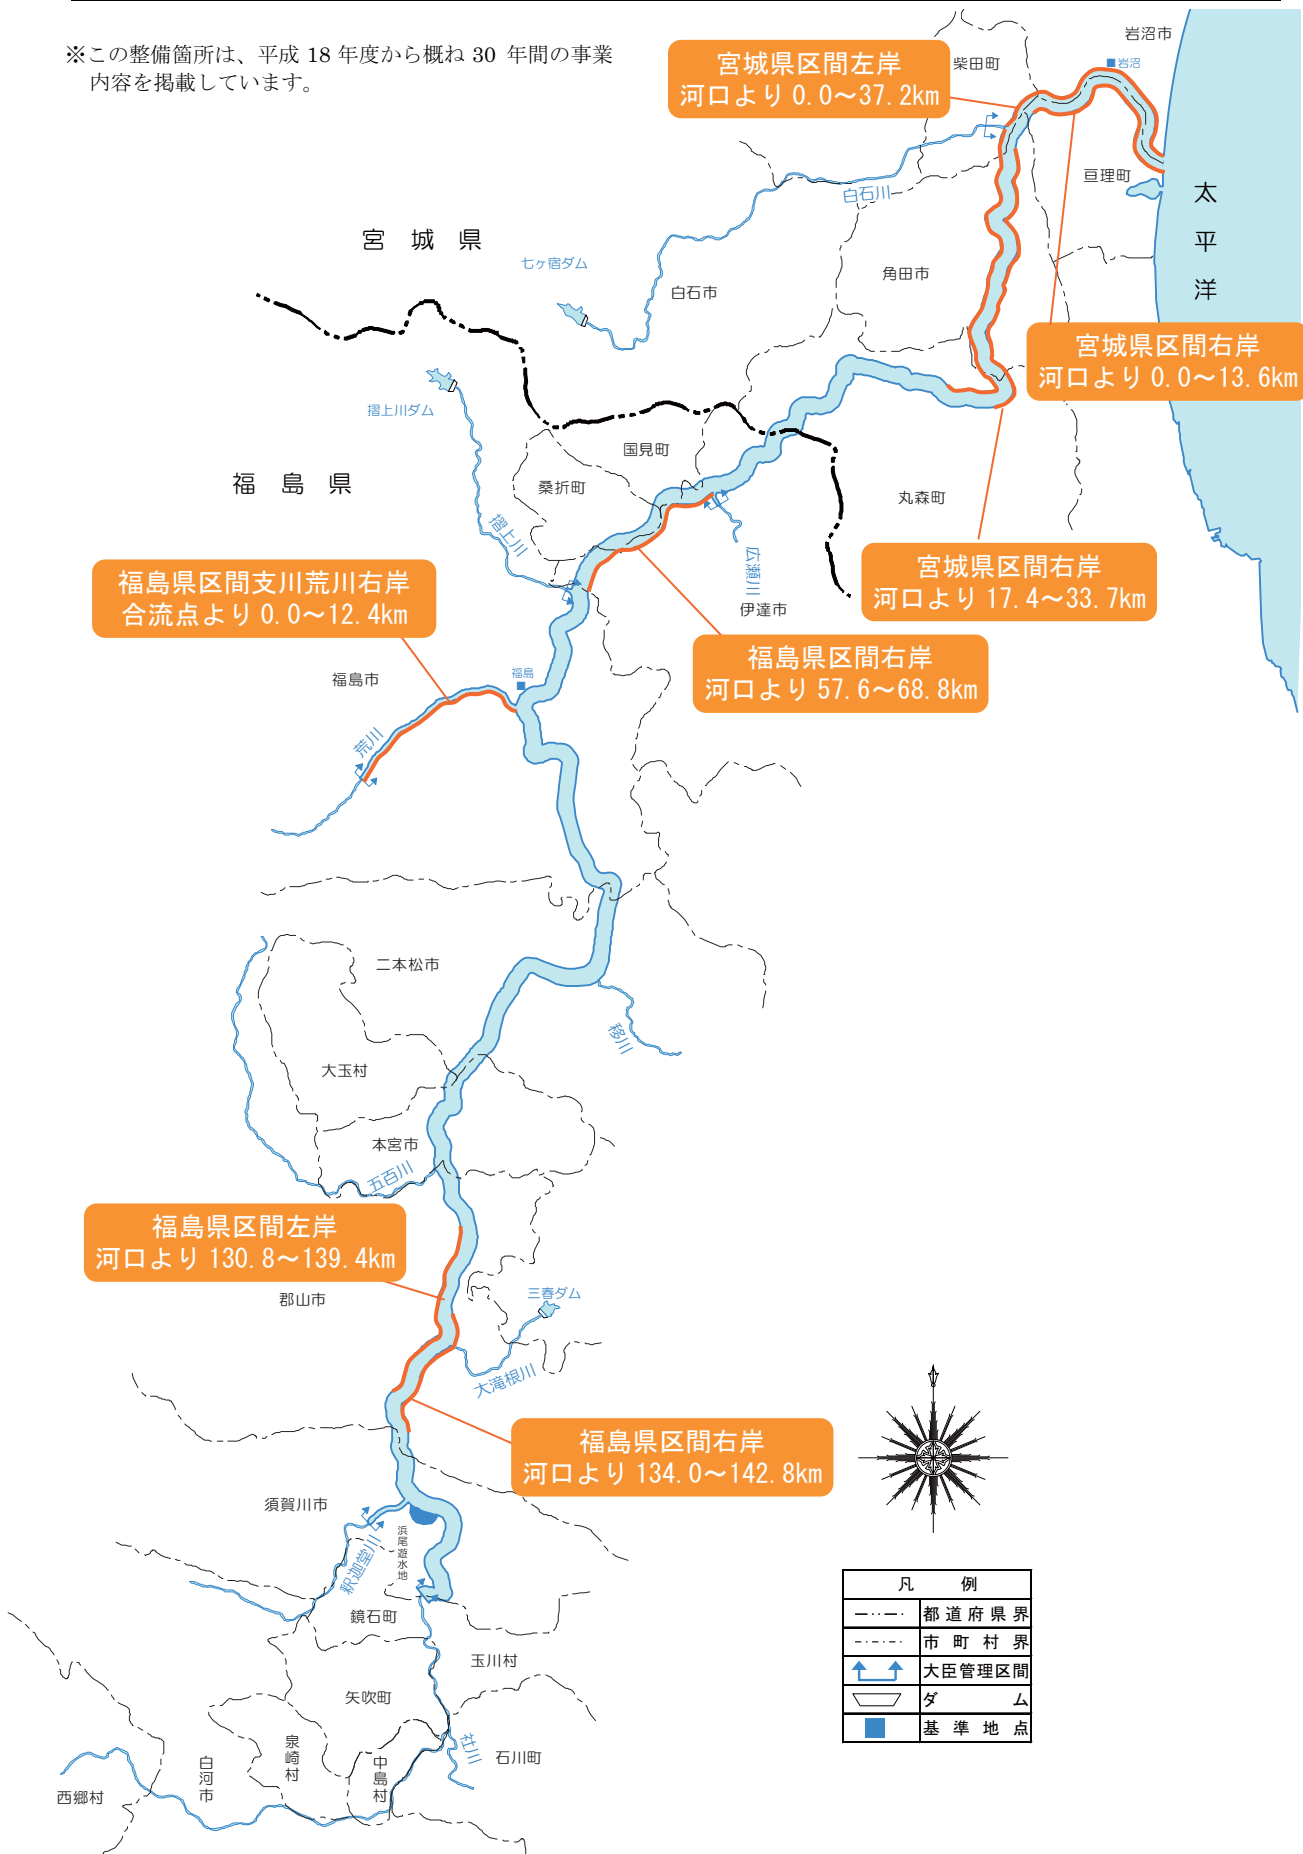 ※この整備箇所は、平成 18 年度から概ね 30 年間の事業
内容を掲載しています。
宮城県区間左岸
河口より 0.0～37.2km
柴田町
岩沼市
岩沼
亘理町
太平洋
白石川
宮 城 県
七ヶ宿ダム
白石市
角田市
宮城県区間右岸
河口より 0.0～13.6km
摺上川ダム
国見町
福 島 県
桑折町
丸森町
摺上川
広瀬川
宮城県区間右岸
河口より 17.4～33.7km
福島県区間支川荒川右岸
合流点より 0.0～12.4km
伊達市
福島県区間右岸
河口より 57.6～68.8km
福島市
福島
荒川
二本松市
移川
大玉村
本宮市
五百川
福島県区間左岸
河口より 130.8～139.4km
郡山市
三春ダム
大滝根川
福島県区間右岸
河口より 134.0～142.8km
須賀川市
浜尾遊水地
釈迦堂川
鏡石町
玉川村
矢吹町
社川
石川町
泉崎村
中島村
白河市
西郷村
凡 例
都道府県界
市町村界
大臣管理区間
ダム
基準地点